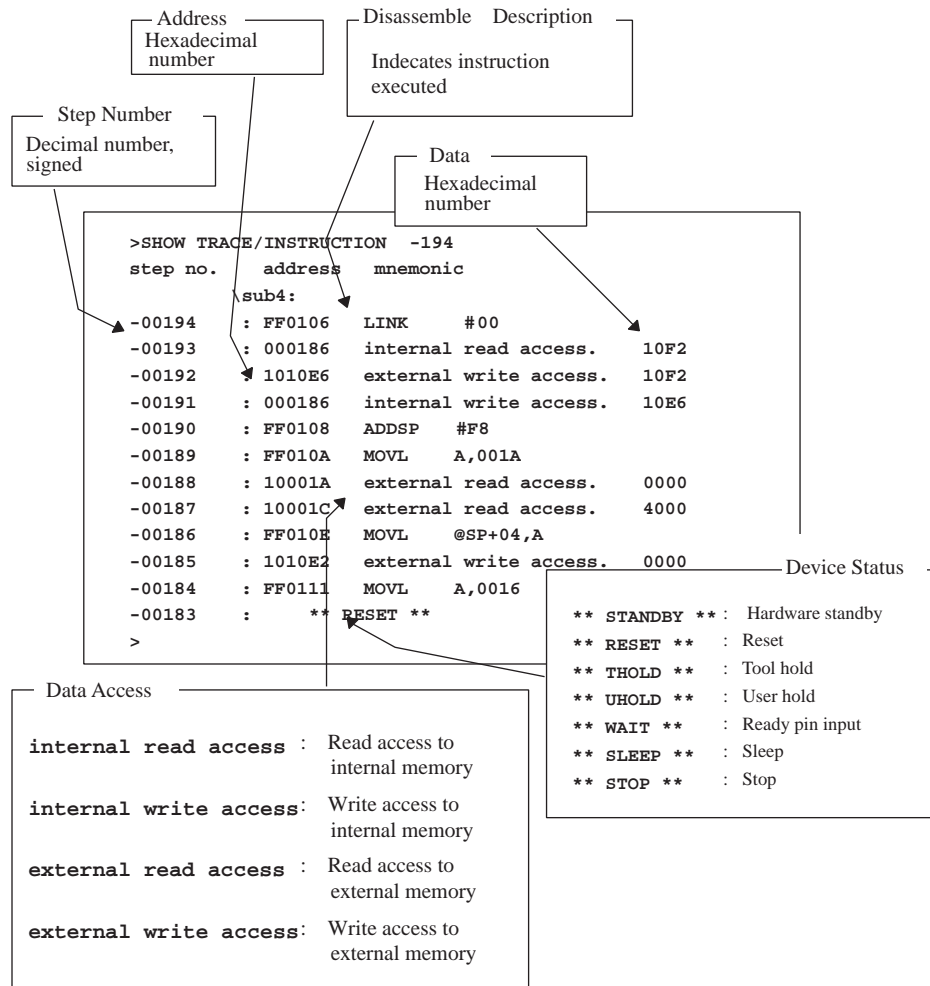 Address
Hexadecimal
number
Disassemble Description
Indecates instruction
executed
Step Number
Decimal number,
signed
Data
Hexadecimal
number
>SHOW TRACE/INSTRUCTION -194
step no. address mnemonic
\sub4:
-00194 : FF0106 LINK #00
-00193 : 000186 internal read access. 10F2
-00192 : 1010E6 external write access. 10F2
-00191 : 000186 internal write access. 10E6
-00190 : FF0108 ADDSP #F8
-00189 : FF010A MOVL A,001A
-00188 : 10001A external read access. 0000
-00187 : 10001C external read access. 4000
-00186 : FF010E MOVL @SP+04,A
-00185 : 1010E2 external write access. 0000
-00184 : FF0111 MOVL A,0016
-00183 : ** RESET **
>
Device Status
** STANDBY ** : Hardware standby
** RESET ** : Reset
** THOLD ** : Tool hold
** UHOLD ** : User hold
** WAIT ** : Ready pin input
** SLEEP ** : Sleep
** STOP ** : Stop
Data Access
internal read access : Read access to
internal memory
internal write access: Write access to
internal memory
external read access : Read access to
external memory
external write access: Write access to
external memory